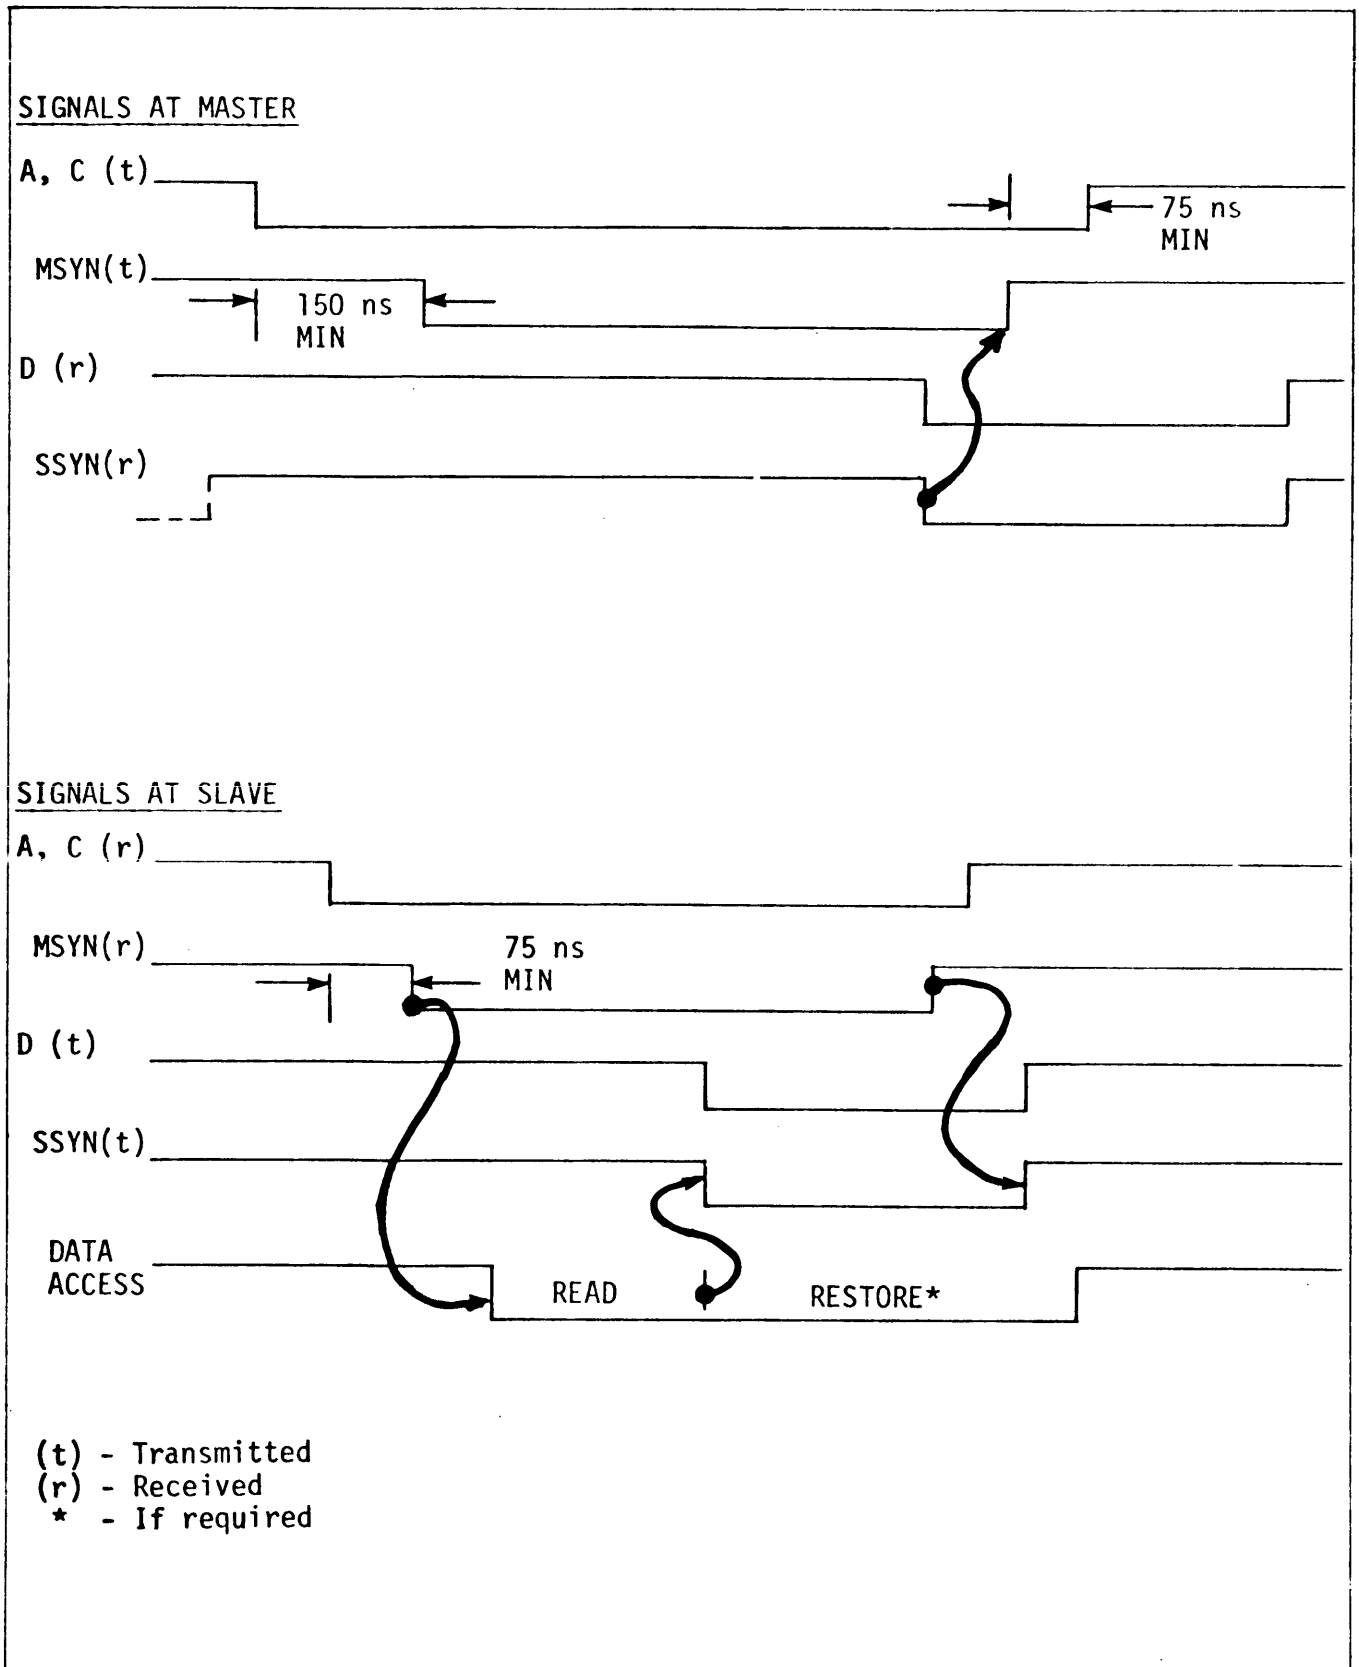 SIGNALS AT MASTER
A, C (t)
75 ns
MIN
MSYN(t)
150 ns
MIN
D (r)
SSYN(r)
SIGNALS AT SLAVE
A, C (r)
MSYN(r)
75 ns
MIN
D (t)
SSYN(t)
DATA
ACCESS
READ
RESTORE*
(t) - Transmitted
(r) - Received
* - If required